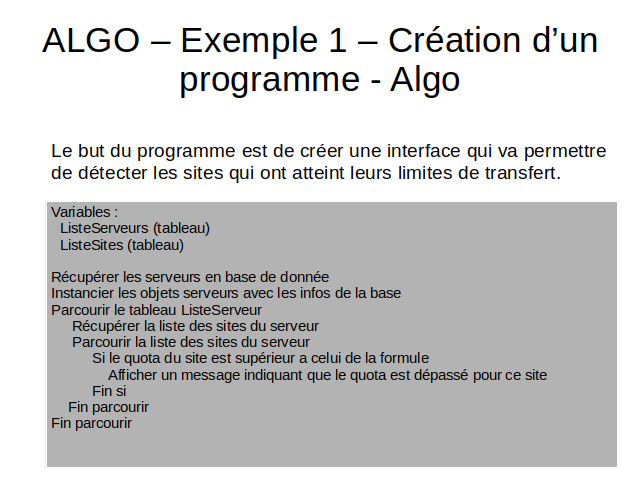 ALGO – Exemple 1 – Création d’un
programme - Algo
Le but du programme est de créer une interface qui va permettre
de détecter les sites qui ont atteint leurs limites de transfert.
Variables :
ListeServeurs (tableau)
ListeSites (tableau)
Récupérer les serveurs en base de donnée
Instancier les objets serveurs avec les infos de la base
Parcourir le tableau ListeServeur
Récupérer la liste des sites du serveur
Parcourir la liste des sites du serveur
Si le quota du site est supérieur a celui de la formule
Afficher un message indiquant que le quota est dépassé pour ce site
Fin si
Fin parcourir
Fin parcourir